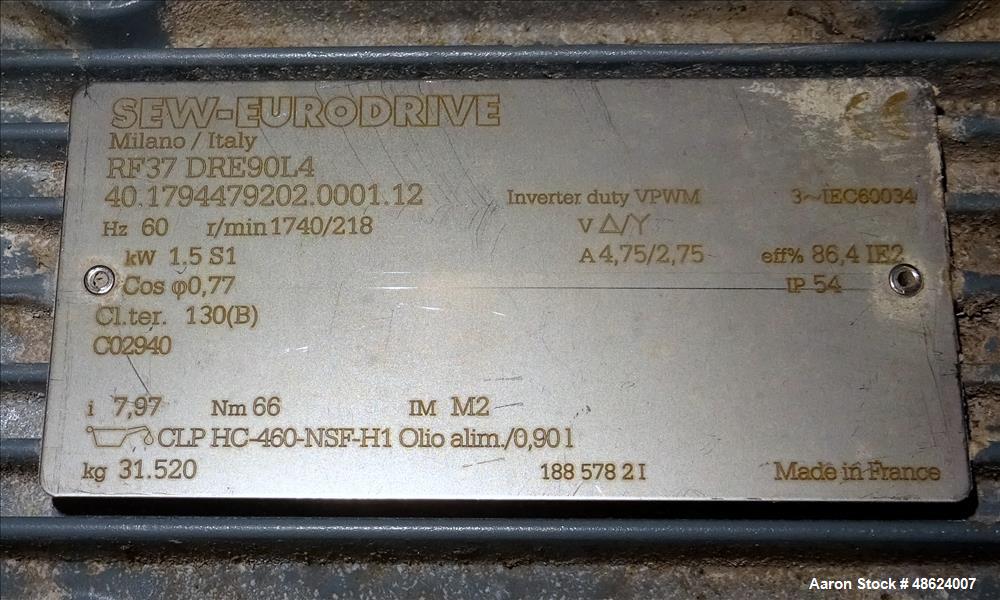 SEW-EURODRIVE
Milano / Italy
RF37 DRE90L4
40.1794479202.0001.12 Inverter duty VPWM 3~IEC60034
Hz 60 r/min 1740/218 V △/Y
kW 1.5 S1 A 4,75/2,75 eff% 86,4 IE2
Cos φ0,77 IP 54
Cl.ter. 130(B)
C02940
i 7,97 Nm 66 IM M2
CLP HC-460-NSF-H1 Olio alim./0,90 l
kg 31.520 188 578 2 I Made in France
Aaron Stock # 48624007